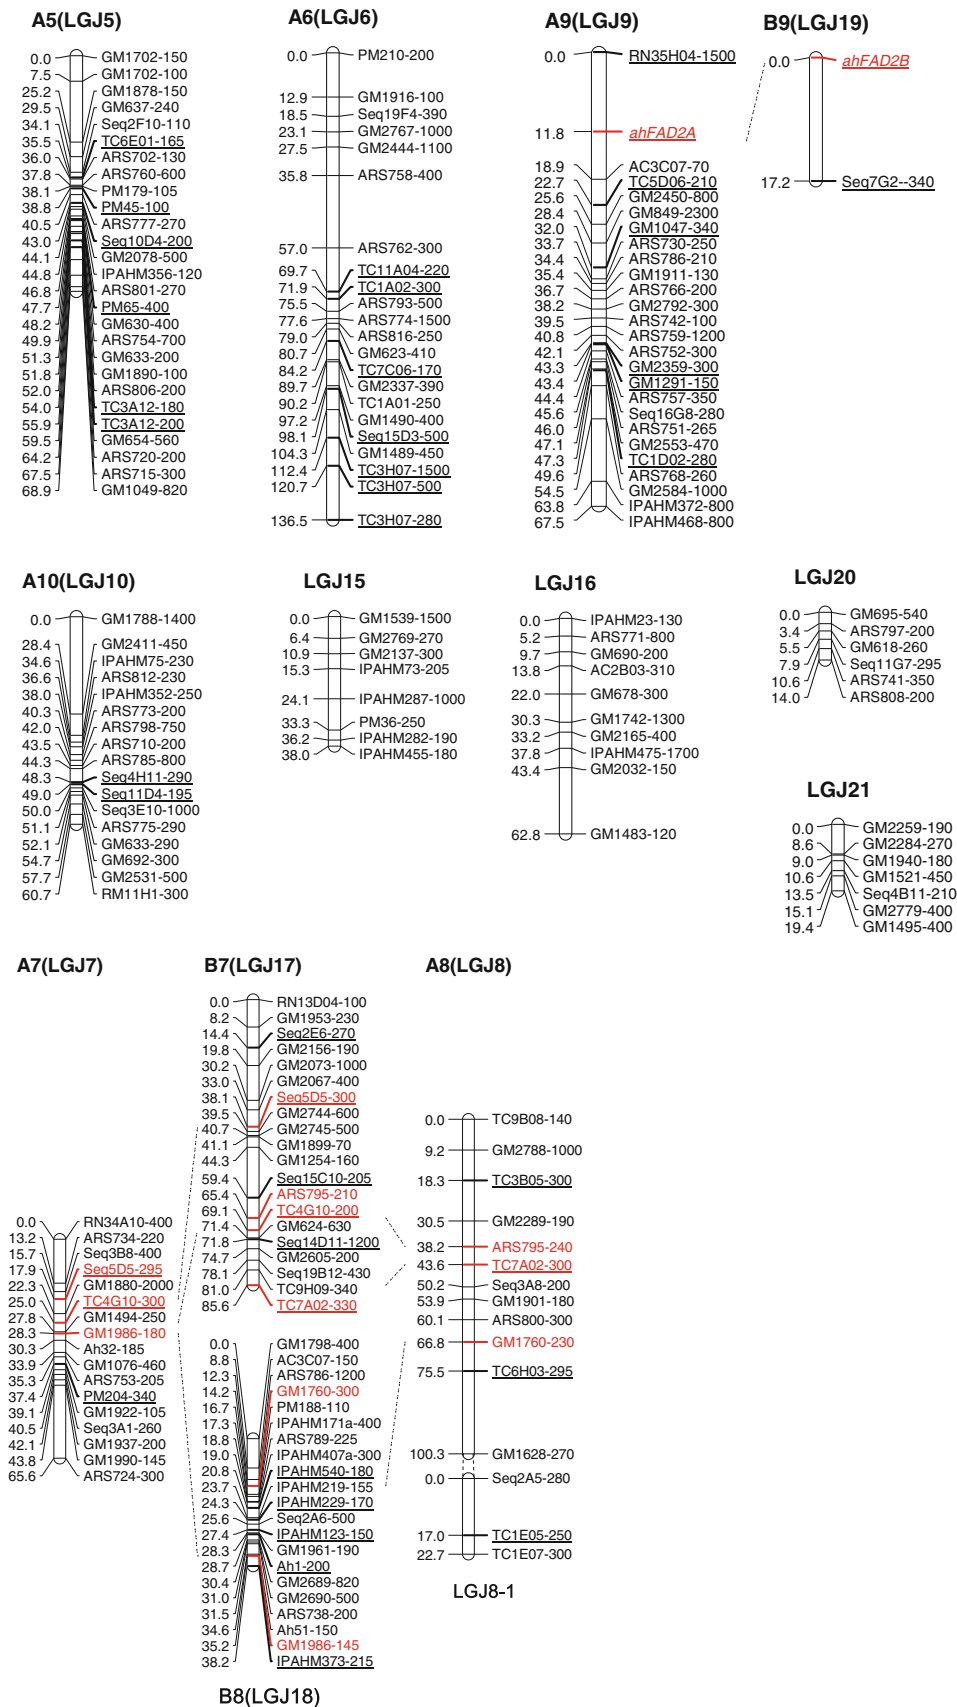 A5(LGJ5)
0.0 GM1702-150
7.5 GM1702-100
25.2 GM1878-150
29.5 GM637-240
34.1 Seq2F10-110
35.5 TC6E01-165
36.0 ARS702-130
37.8 ARS760-600
38.1 PM179-105
38.8 PM45-100
40.5 ARS777-270
43.0 Seq10D4-200
44.1 GM2078-500
44.8 IPAHM356-120
46.8 ARS801-270
47.7 PM65-400
48.2 GM630-400
49.9 ARS754-700
51.3 GM633-200
51.8 GM1890-100
52.0 ARS806-200
54.0 TC3A12-180
55.9 TC3A12-200
59.5 GM654-560
64.2 ARS720-200
67.5 ARS715-300
68.9 GM1049-820
A6(LGJ6)
0.0 PM210-200
12.9 GM1916-100
18.5 Seq19F4-390
23.1 GM2767-1000
27.5 GM2444-1100
35.8 ARS758-400
57.0 ARS762-300
69.7 TC11A04-220
71.9 TC1A02-300
75.5 ARS793-500
77.6 ARS774-1500
79.0 ARS816-250
80.7 GM623-410
84.2 TC7C06-170
89.7 GM2337-390
90.2 TC1A01-250
97.2 GM1490-400
98.1 Seq15D3-500
104.3 GM1489-450
112.4 TC3H07-1500
120.7 TC3H07-500
136.5 TC3H07-280
A9(LGJ9)
0.0 RN35H04-1500
11.8 ahFAD2A
18.9 AC3C07-70
22.7 TC5D06-210
25.6 GM2450-800
28.4 GM849-2300
32.0 GM1047-340
33.7 ARS730-250
34.4 ARS786-210
35.4 GM1911-130
36.7 ARS766-200
38.2 GM2792-300
39.5 ARS742-100
40.8 ARS759-1200
42.1 ARS752-300
43.3 GM2359-300
43.4 GM1291-150
44.4 ARS757-350
45.6 Seq16G8-280
46.0 ARS751-265
47.1 GM2553-470
47.3 TC1D02-280
49.6 ARS768-260
54.5 GM2584-1000
63.8 IPAHM372-800
67.5 IPAHM468-800
B9(LGJ19)
0.0 ahFAD2B
17.2 Seq7G2--340
A10(LGJ10)
0.0 GM1788-1400
28.4 GM2411-450
34.6 IPAHM75-230
36.6 ARS812-230
38.0 IPAHM352-250
40.3 ARS773-200
42.0 ARS798-750
43.5 ARS710-200
44.3 ARS785-800
48.3 Seq4H11-290
49.0 Seq11D4-195
50.0 Seq3E10-1000
51.1 ARS775-290
52.1 GM633-290
54.7 GM692-300
57.7 GM2531-500
60.7 RM11H1-300
LGJ15
0.0 GM1539-1500
6.4 GM2769-270
10.9 GM2137-300
15.3 IPAHM73-205
24.1 IPAHM287-1000
33.3 PM36-250
36.2 IPAHM282-190
38.0 IPAHM455-180
LGJ16
0.0 IPAHM23-130
5.2 ARS771-800
9.7 GM690-200
13.8 AC2B03-310
22.0 GM678-300
30.3 GM1742-1300
33.2 GM2165-400
37.8 IPAHM475-1700
43.4 GM2032-150
62.8 GM1483-120
LGJ20
0.0 GM695-540
3.4 ARS797-200
5.5 GM618-260
7.9 Seq11G7-295
10.6 ARS741-350
14.0 ARS808-200
LGJ21
0.0 GM2259-190
8.6 GM2284-270
9.0 GM1940-180
10.6 GM1521-450
13.5 Seq4B11-210
15.1 GM2779-400
19.4 GM1495-400
A7(LGJ7)
0.0 RN34A10-400
13.2 ARS734-220
15.7 Seq3B8-400
17.9 Seq5D5-295
22.3 GM1880-2000
25.0 TC4G10-300
27.8 GM1494-250
28.3 GM1986-180
30.3 Ah32-185
33.9 GM1076-460
35.3 ARS753-205
37.4 PM204-340
39.1 GM1922-105
40.5 Seq3A1-260
42.1 GM1937-200
43.8 GM1990-145
65.6 ARS724-300
B7(LGJ17)
0.0 RN13D04-100
8.2 GM1953-230
14.4 Seq2E6-270
19.8 GM2156-190
30.2 GM2073-1000
33.0 GM2067-400
38.1 Seq5D5-300
39.5 GM2744-600
40.7 GM2745-500
41.1 GM1899-70
44.3 GM1254-160
59.4 Seq15C10-205
65.4 ARS795-210
69.1 TC4G10-200
71.4 GM624-630
71.8 Seq14D11-1200
74.7 GM2605-200
78.1 Seq19B12-430
81.0 TC9H09-340
85.6 TC7A02-330
0.0 GM1798-400
8.8 AC3C07-150
12.3 ARS786-1200
14.2 GM1760-300
16.7 PM188-110
17.3 IPAHM171a-400
18.8 ARS789-225
19.0 IPAHM407a-300
20.8 IPAHM540-180
23.7 IPAHM219-155
24.3 IPAHM229-170
25.6 Seq2A6-500
27.4 IPAHM123-150
28.3 GM1961-190
28.7 Ah1-200
30.4 GM2689-820
31.0 GM2690-500
31.5 ARS738-200
34.6 Ah51-150
35.2 GM1986-145
38.2 IPAHM373-215
B8(LGJ18)
A8(LGJ8)
0.0 TC9B08-140
9.2 GM2788-1000
18.3 TC3B05-300
30.5 GM2289-190
38.2 ARS795-240
43.6 TC7A02-300
50.2 Seq3A8-200
53.9 GM1901-180
60.1 ARS800-300
66.8 GM1760-230
75.5 TC6H03-295
100.3 GM1628-270
0.0 Seq2A5-280
17.0 TC1E05-250
22.7 TC1E07-300
LGJ8-1